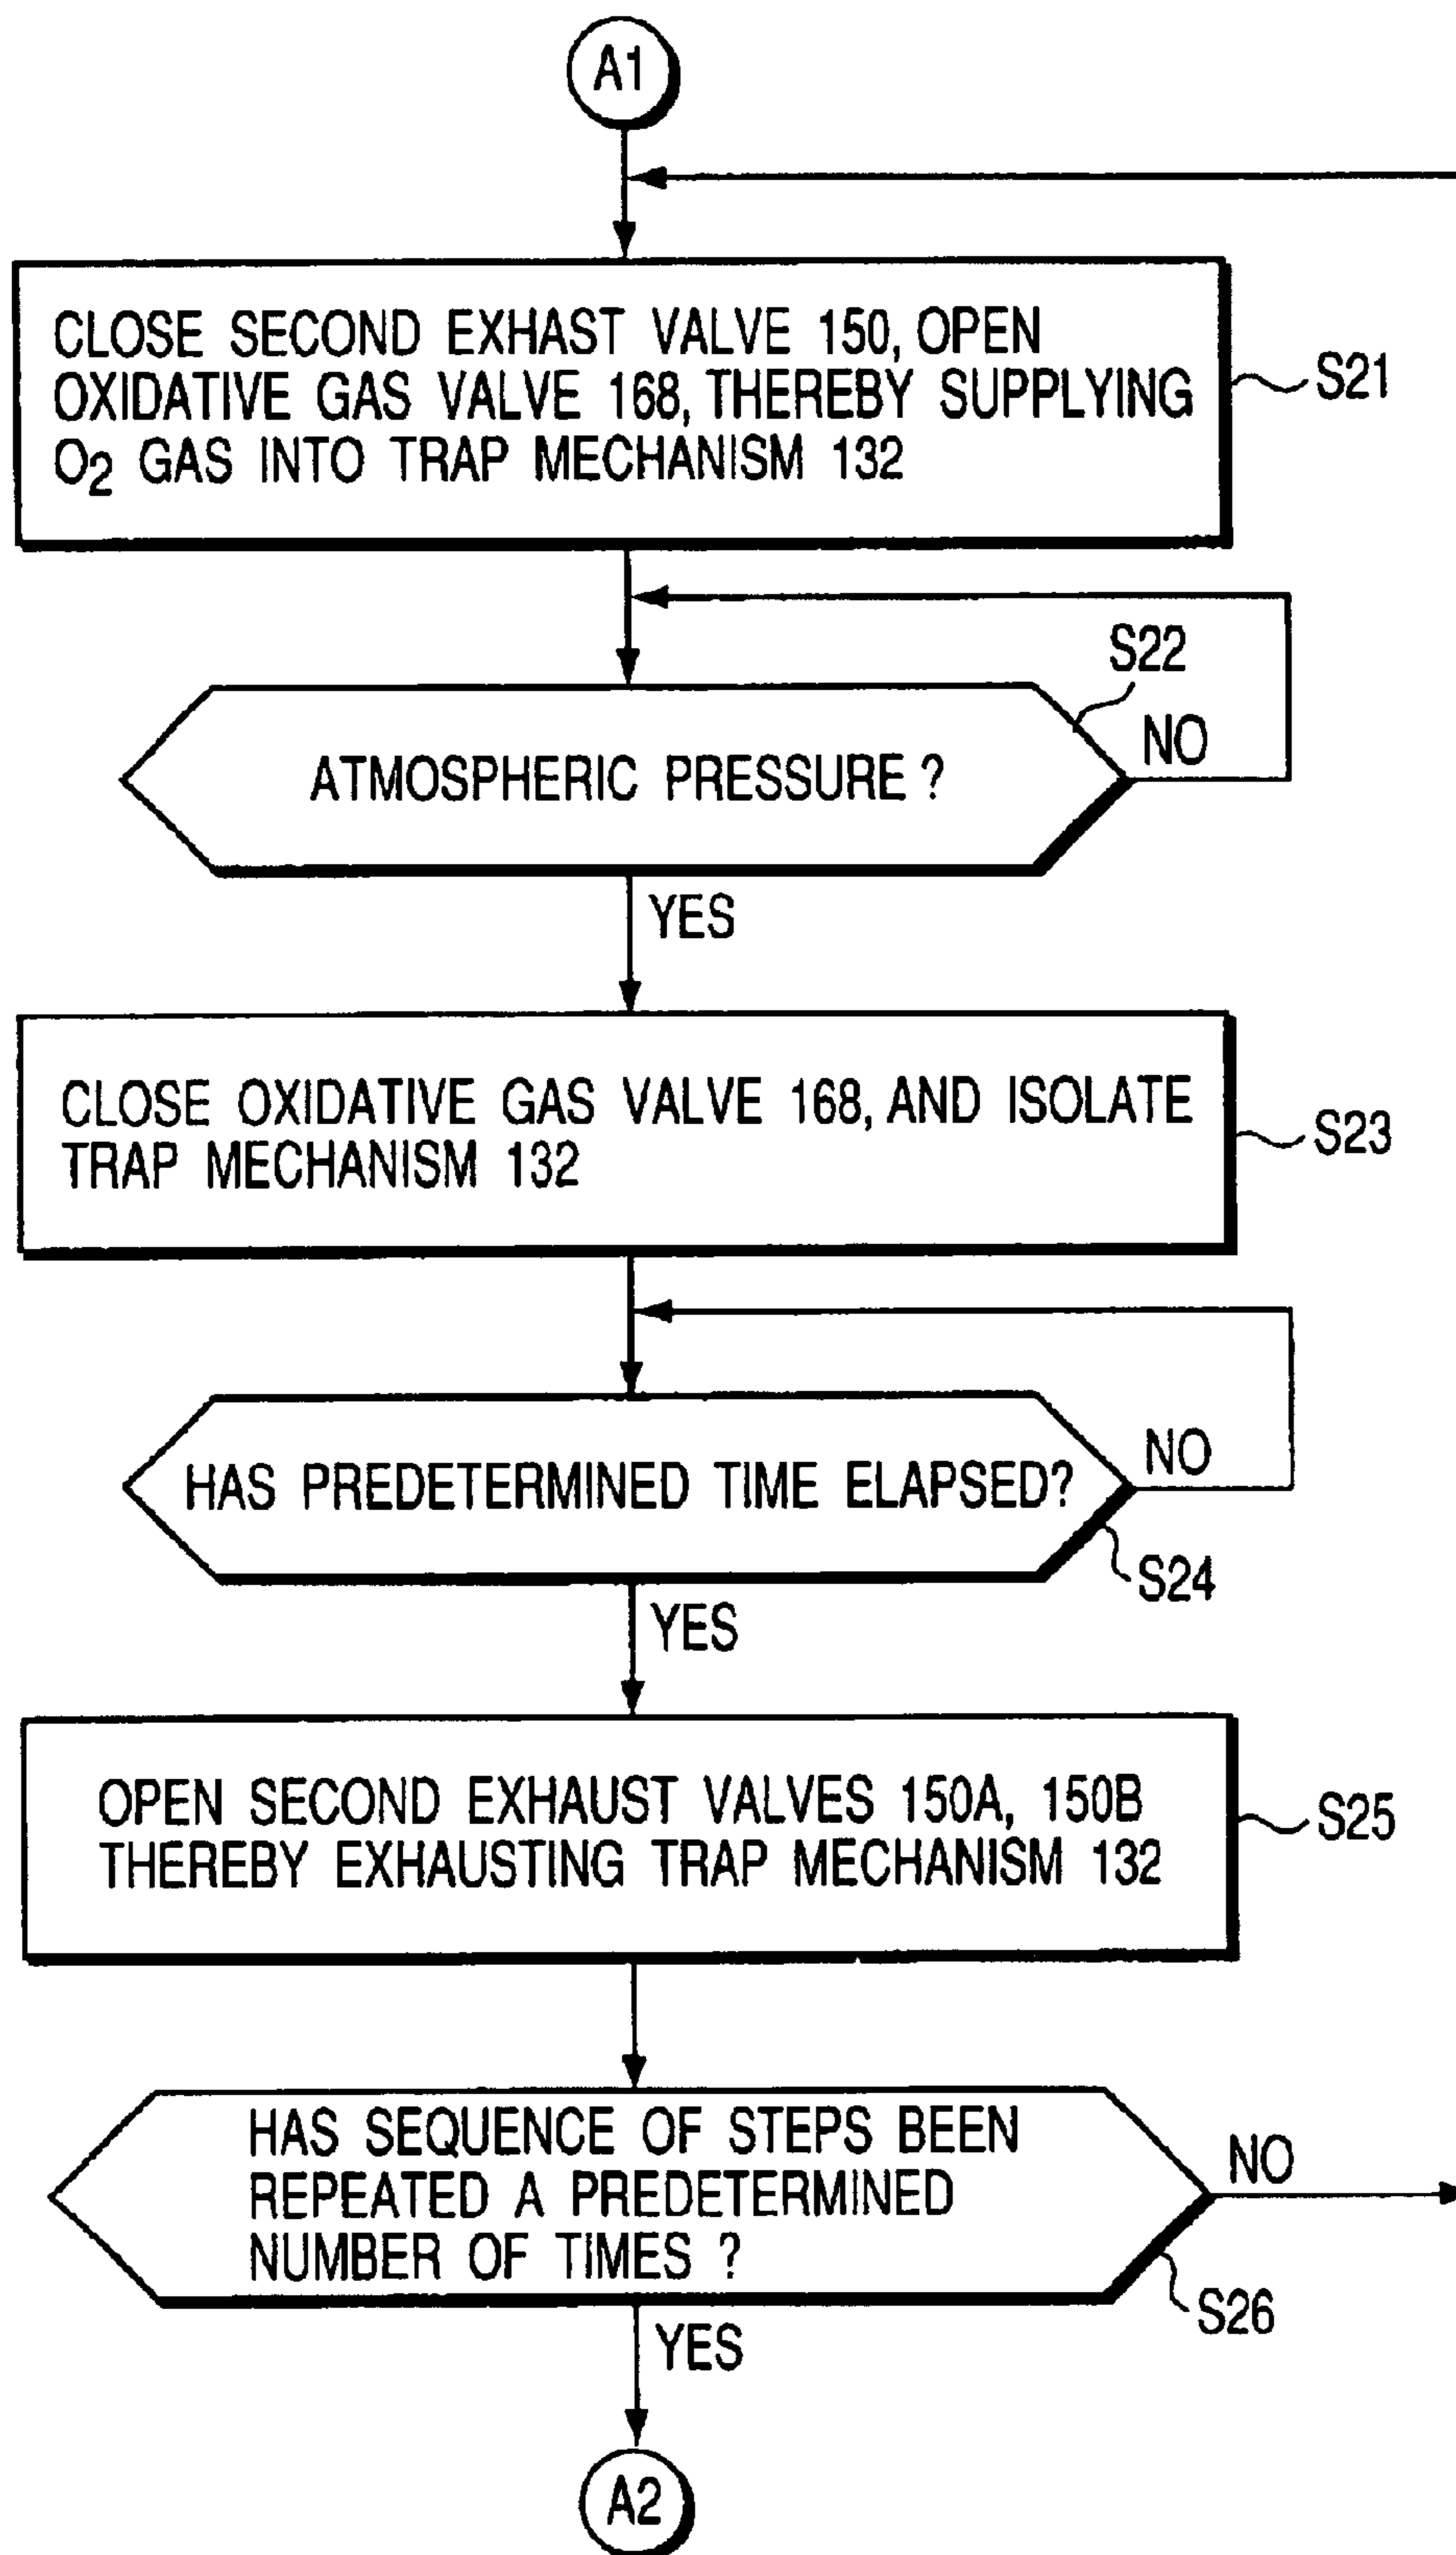 A1
CLOSE SECOND EXHAST VALVE 150, OPEN
OXIDATIVE GAS VALVE 168, THEREBY SUPPLYING
O2 GAS INTO TRAP MECHANISM 132
S21
S22
NO
ATMOSPHERIC PRESSURE ?
YES
CLOSE OXIDATIVE GAS VALVE 168, AND ISOLATE
TRAP MECHANISM 132
S23
NO
HAS PREDETERMINED TIME ELAPSED?
S24
YES
OPEN SECOND EXHAUST VALVES 150A, 150B
THEREBY EXHAUSTING TRAP MECHANISM 132
S25
HAS SEQUENCE OF STEPS BEEN
REPEATED A PREDETERMINED
NUMBER OF TIMES ?
NO
S26
YES
A2